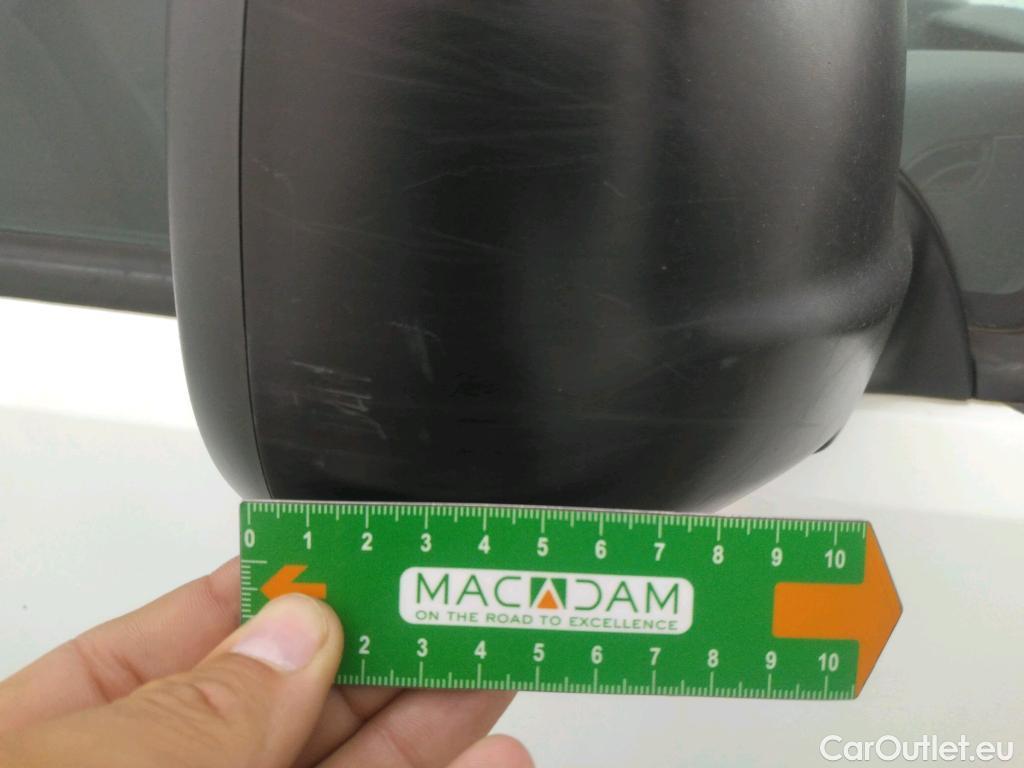 0 1 2 3 4 5 6 7 8 9 10
MACADAM
ON THE ROAD TO EXCELLENCE
2 3 4 5 6 7 8 9 10
CarOutlet.eu